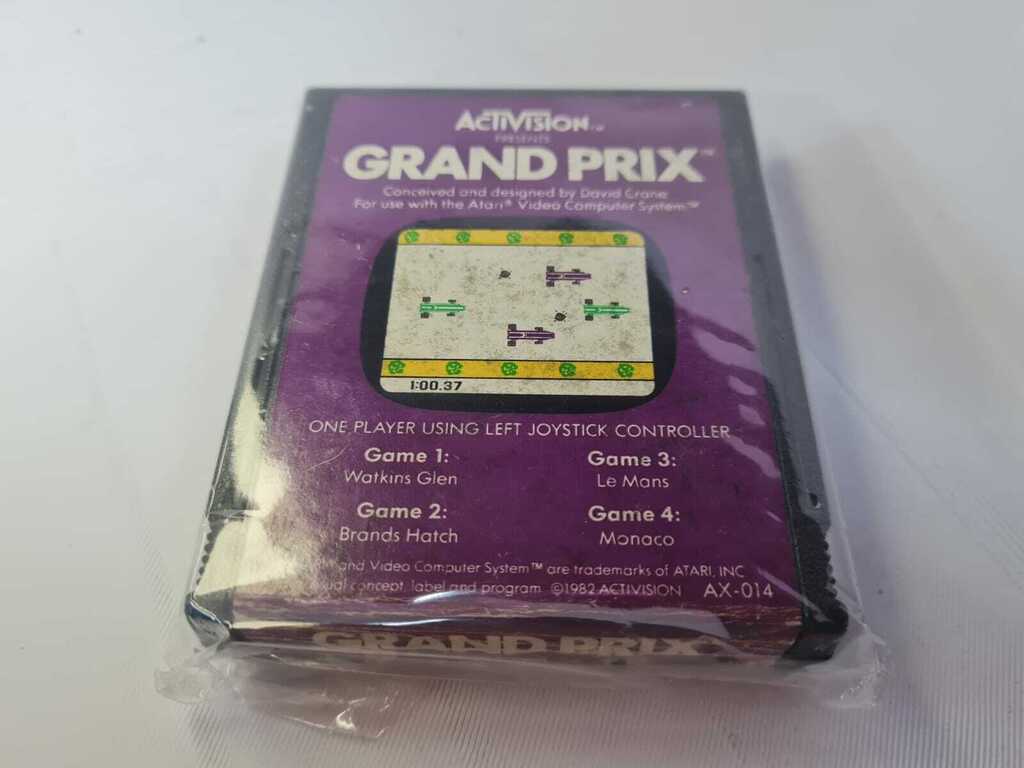 ACTIVISION™
PRESENTS
GRAND PRIX™
Conceived and designed by David Crane
For use with the Atari® Video Computer System™
1:00.37
ONE PLAYER USING LEFT JOYSTICK CONTROLLER
Game 1:
Watkins Glen
Game 2:
Brands Hatch
Game 3:
Le Mans
Game 4:
Monaco
and Video Computer System™ are trademarks of ATARI, INC
concept, label and program ©1982 ACTIVISION AX-014
GRAND PRIX